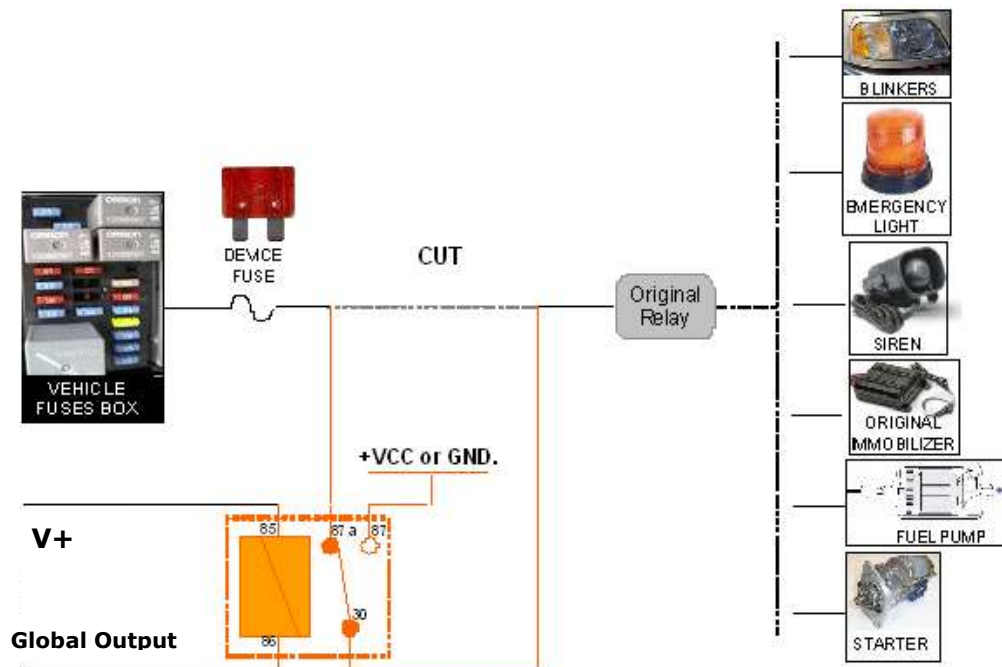 BLINKERS
EMERGENCY
LIGHT
DEVICE
FUSE
CUT
Original
Relay
SIREN
VEHICLE
FUSES BOX
ORIGINAL
IMMOBILIZER
+VCC or GND.
FUEL PUMP
V+
85
87 a
87
30
86
Global Output
STARTER